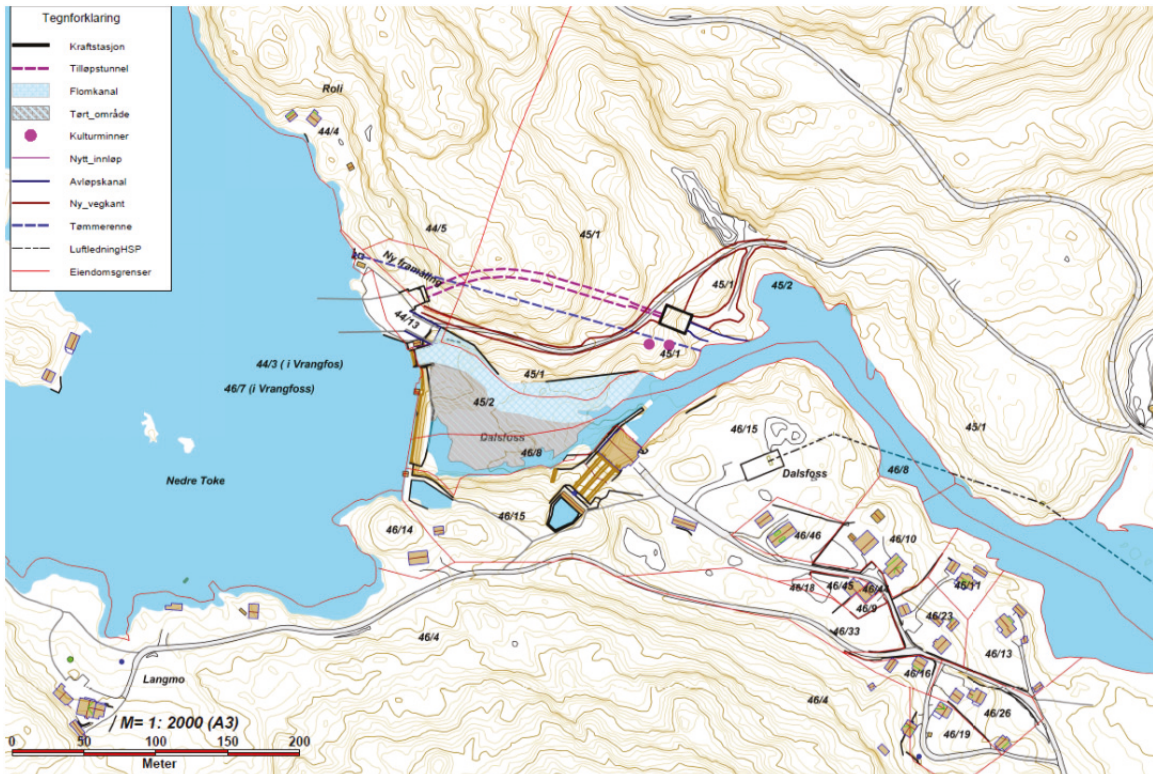 Tegnforklaring
Kraftstasjon
Tilløpstunnel
Flomkanal
Tørt_område
Kulturminner
Nytt_innløp
Avløpskanal
Ny_vegkant
Tømmerenne
LuftledningHSP
Eiendomsgrenser
Roli
44/4
44/5
45/1
45/1
45/2
44/13
45/1
44/3 ( i Vrangfos)
46/7 (i Vrangfoss)
45/1
45/2
Dalsfoss
46/8
46/15
45/1
Nedre Toke
Dalsfoss
46/8
46/14
46/15
46/46
46/10
46/18
46/45
46/11
46/9
46/23
46/4
46/33
46/13
46/16
Langmo
46/4
46/26
46/19
M= 1: 2000 (A3)
0 50 100 150 200
Meter